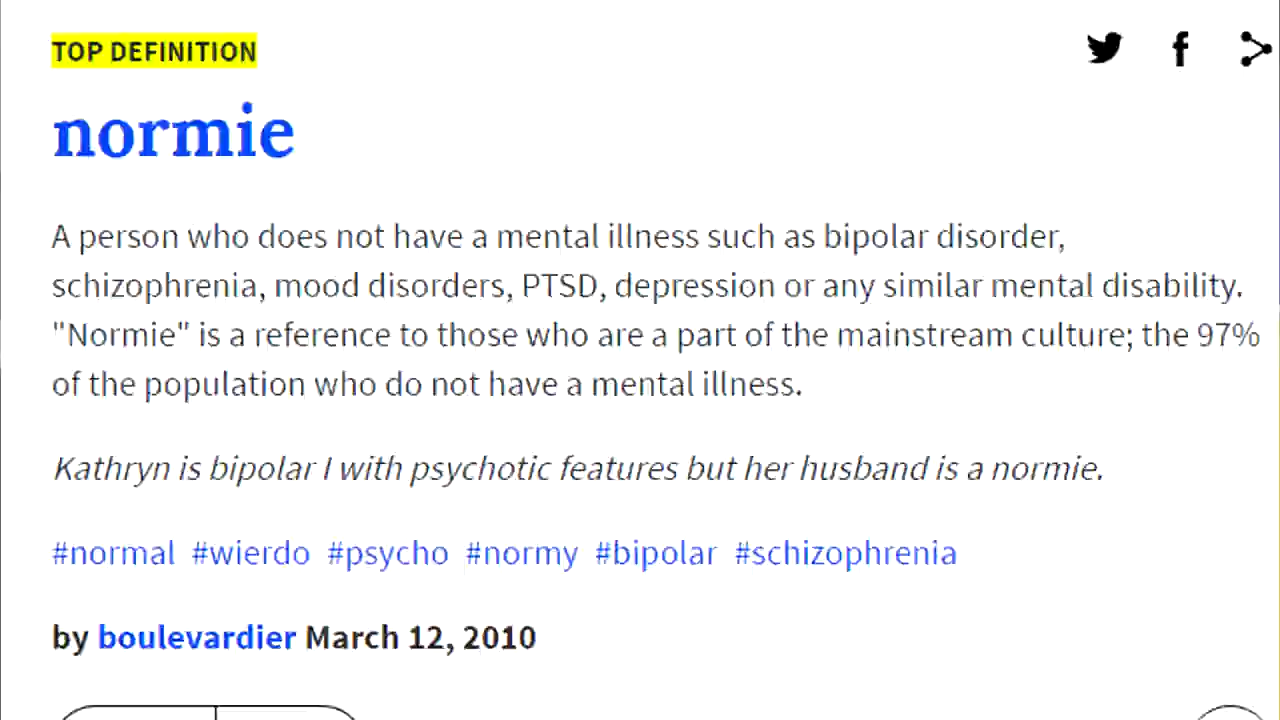 TOP DEFINITION
normie
A person who does not have a mental illness such as bipolar disorder,
schizophrenia, mood disorders, PTSD, depression or any similar mental disability.
"Normie" is a reference to those who are a part of the mainstream culture; the 97%
of the population who do not have a mental illness.
Kathryn is bipolar I with psychotic features but her husband is a normie.
#normal #wierdo #psycho #normy #bipolar #schizophrenia
by boulevardier March 12, 2010